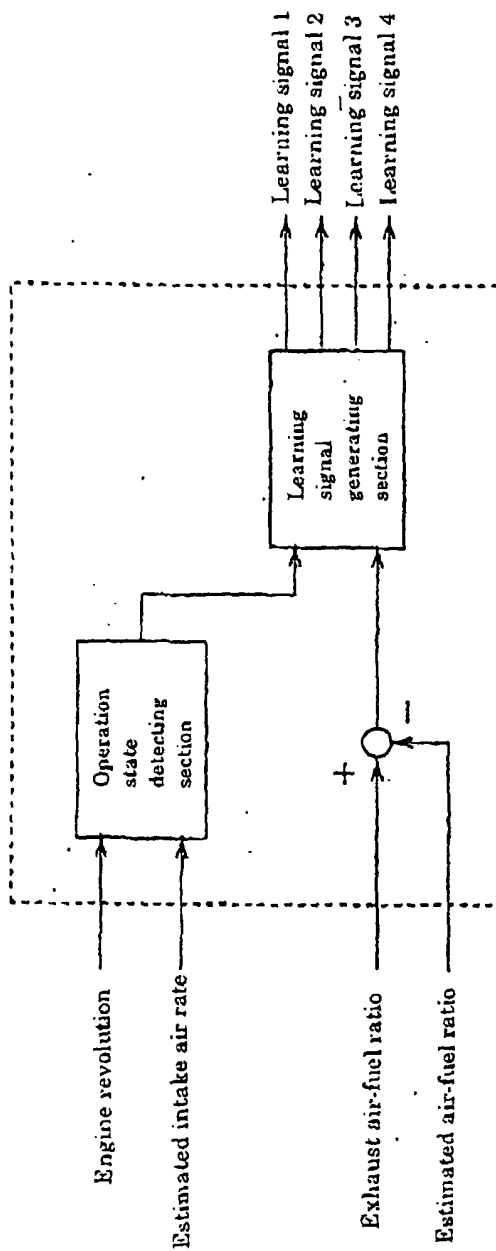 Engine revolution
Estimated intake air rate
Exhaust air-fuel ratio
Estimated air-fuel ratio
Operation
state
detecting
section
+
−
Learning
signal
generating
section
Learning signal 1
Learning signal 2
Learning signal 3
Learning signal 4